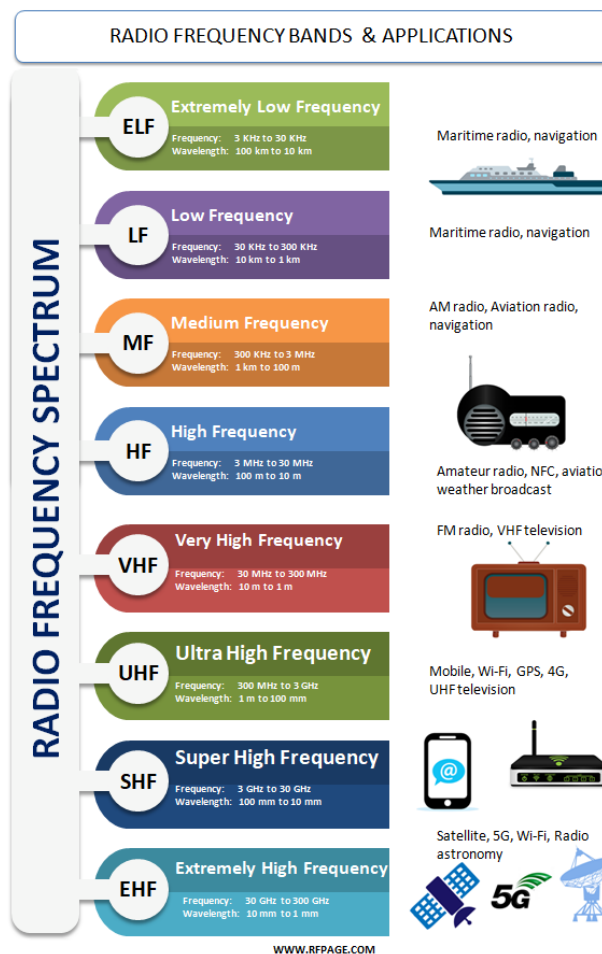 RADIO FREQUENCY BANDS & APPLICATIONS
RADIO FREQUENCY SPECTRUM
ELF
Extremely Low Frequency
Frequency: 3 KHz to 30 KHz
Wavelength: 100 km to 10 km
Maritime radio, navigation
LF
Low Frequency
Frequency: 30 KHz to 300 KHz
Wavelength: 10 km to 1 km
Maritime radio, navigation
MF
Medium Frequency
Frequency: 300 KHz to 3 MHz
Wavelength: 1 km to 100 m
AM radio, Aviation radio,
navigation
HF
High Frequency
Frequency: 3 MHz to 30 MHz
Wavelength: 100 m to 10 m
Amateur radio, NFC, aviatio
weather broadcast
VHF
Very High Frequency
Frequency: 30 MHz to 300 MHz
Wavelength: 10 m to 1 m
FM radio, VHF television
UHF
Ultra High Frequency
Frequency: 300 MHz to 3 GHz
Wavelength: 1 m to 100 mm
Mobile, Wi-Fi, GPS, 4G,
UHF television
@
SHF
Super High Frequency
Frequency: 3 GHz to 30 GHz
Wavelength: 100 mm to 10 mm
Satellite, 5G, Wi-Fi, Radio
astronomy
5G
EHF
Extremely High Frequency
Frequency: 30 GHz to 300 GHz
Wavelength: 10 mm to 1 mm
WWW.RFPAGE.COM